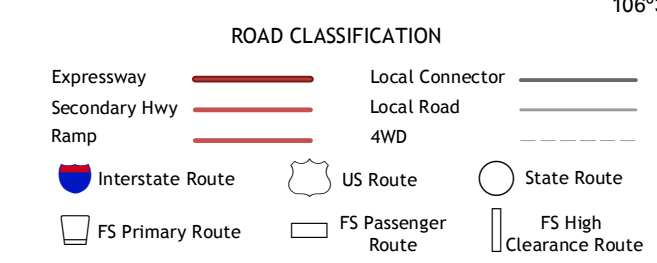 ROAD CLASSIFICATION
Expressway
Local Connector
Secondary Hwy
Local Road
Ramp
4WD
Interstate Route
US Route
State Route
FS Primary Route
FS Passenger
Route
FS High
Clearance Route